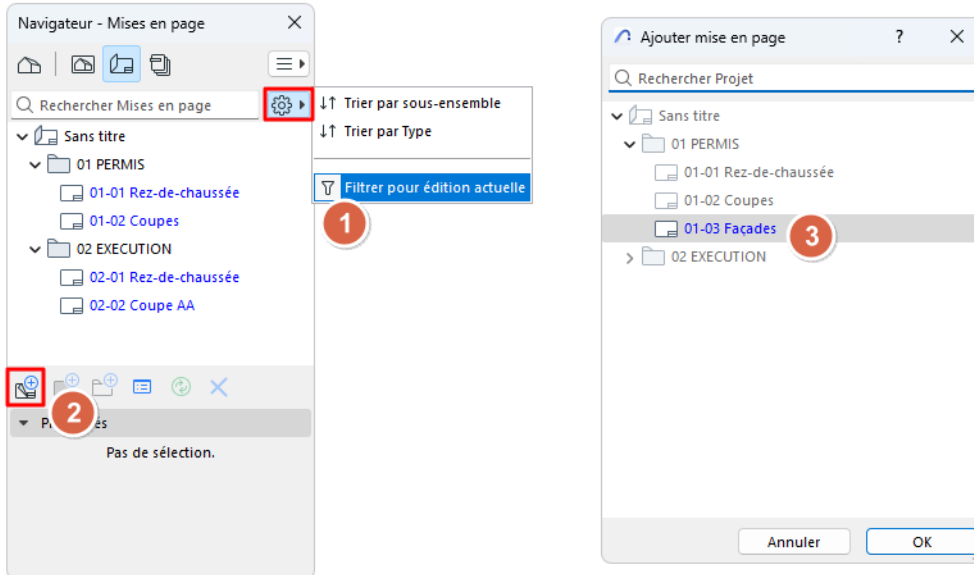 Navigateur - Mises en page
Rechercher Mises en page
Sans titre
01 PERMIS
01-01 Rez-de-chaussée
01-02 Coupes
02 EXECUTION
02-01 Rez-de-chaussée
02-02 Coupe AA
2
Pas de sélection.
Trier par sous-ensemble
Trier par Type
Filtrer pour édition actuelle
1
Ajouter mise en page
?
Rechercher Projet
Sans titre
01 PERMIS
01-01 Rez-de-chaussée
01-02 Coupes
01-03 Façades
3
02 EXECUTION
Annuler
OK